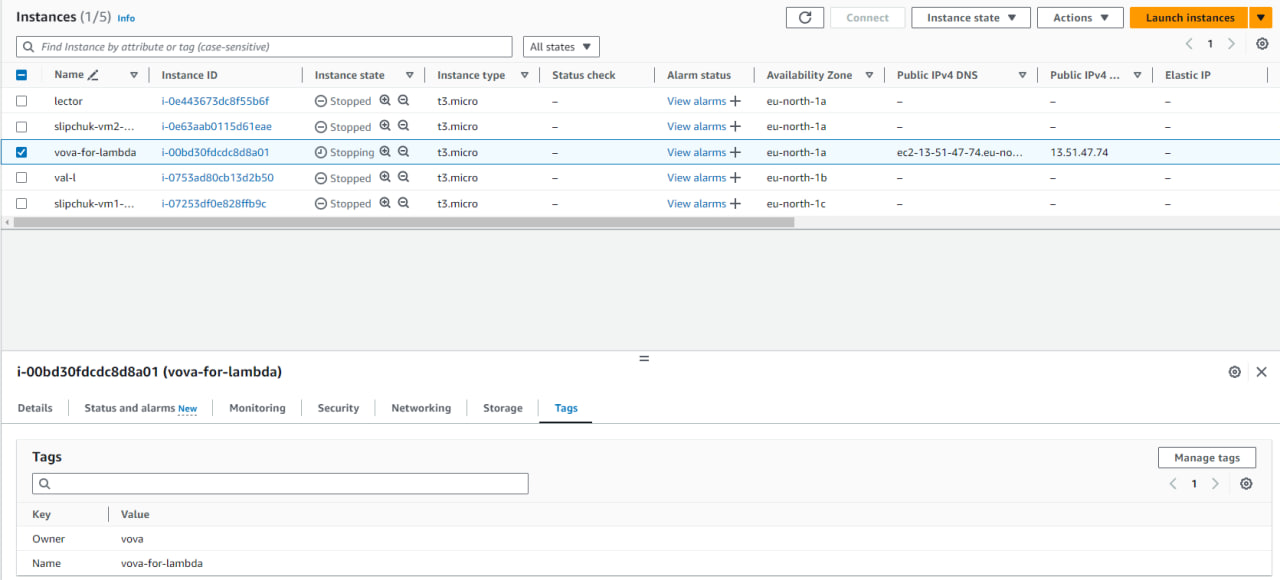 Instances (1/5) Info
Connect Instance state Actions Launch instances
Find Instance by attribute or tag (case-sensitive) All states 1
Name Instance ID Instance state Instance type Status check Alarm status Availability Zone Public IPv4 DNS Public IPv4 ... Elastic IP
lector i-0e443673dc8f55b6f Stopped t3.micro – View alarms + eu-north-1a – – –
slipchuk-vm2-... i-0e63aab0115d61eae Stopped t3.micro – View alarms + eu-north-1a – – –
vova-for-lambda i-00bd30fdcdc8d8a01 Stopping t3.micro – View alarms + eu-north-1a ec2-13-51-47-74.eu-no... 13.51.47.74 –
val-l i-0753ad80cb13d2b50 Stopped t3.micro – View alarms + eu-north-1b – – –
slipchuk-vm1-... i-07253df0e828ffb9c Stopped t3.micro – View alarms + eu-north-1c – – –
i-00bd30fdcdc8d8a01 (vova-for-lambda)
Details Status and alarms New Monitoring Security Networking Storage Tags
Tags Manage tags
1
Key Value
Owner vova
Name vova-for-lambda